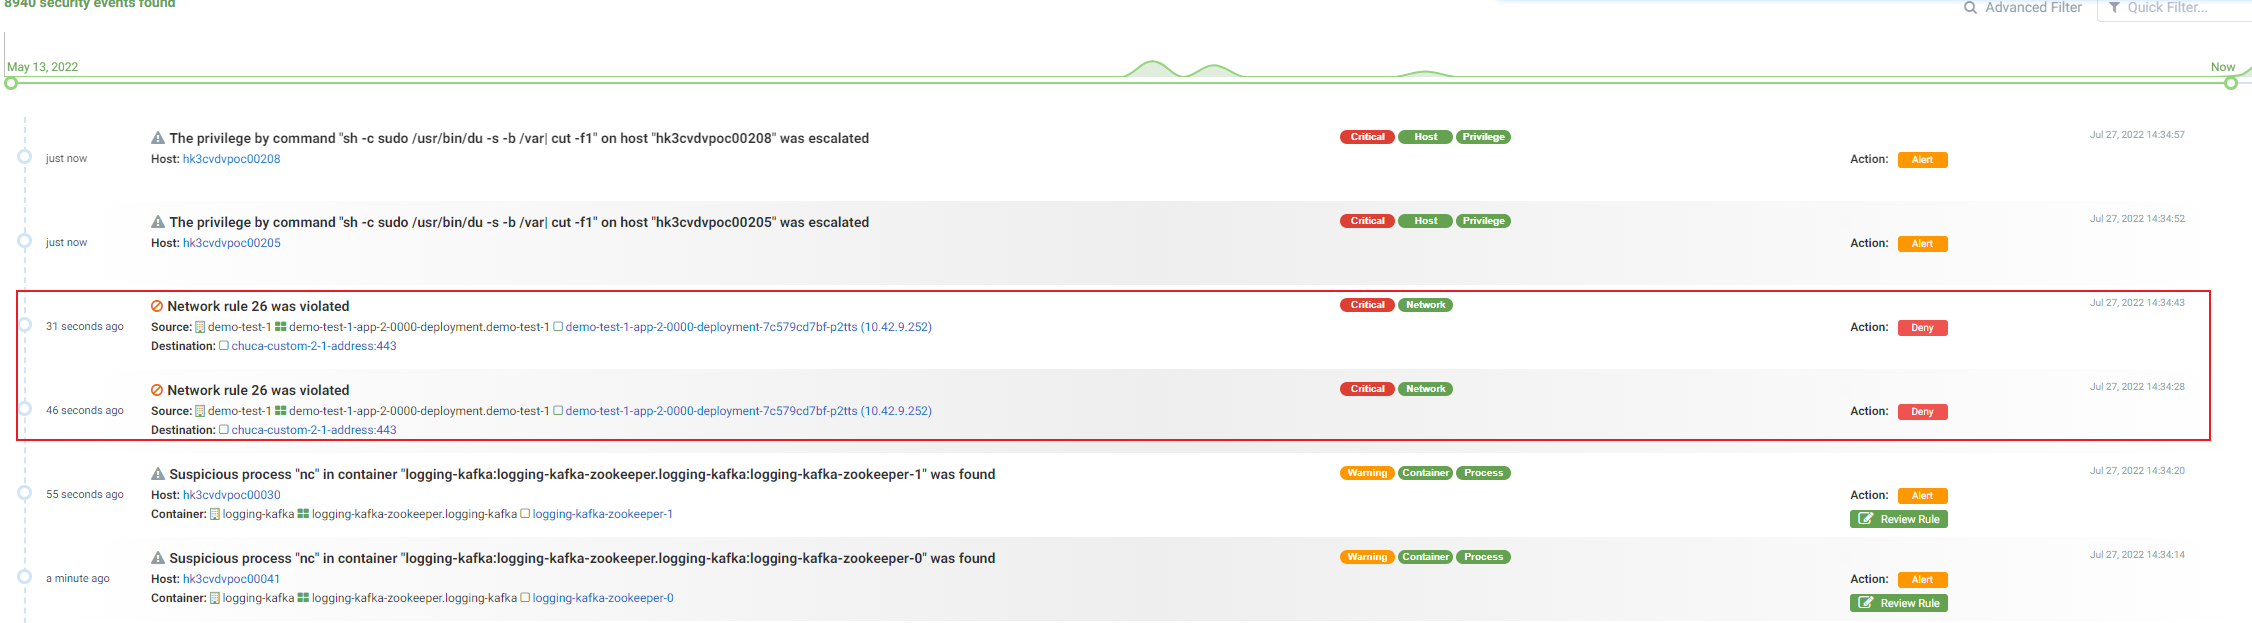 8940 security events found
Advanced Filter
Quick Filter...
May 13, 2022
Now
The privilege by command "sh -c sudo /usr/bin/du -s -b /var| cut -f1" on host "hk3cvdvpoc00208" was escalated
Critical Host Privilege
Jul 27, 2022 14:34:57
just now
Host: hk3cvdvpoc00208
Action: Alert
The privilege by command "sh -c sudo /usr/bin/du -s -b /var| cut -f1" on host "hk3cvdvpoc00205" was escalated
Critical Host Privilege
Jul 27, 2022 14:34:52
just now
Host: hk3cvdvpoc00205
Action: Alert
Network rule 26 was violated
Critical Network
Jul 27, 2022 14:34:43
31 seconds ago
Source: demo-test-1 demo-test-1-app-2-0000-deployment.demo-test-1 demo-test-1-app-2-0000-deployment-7c579cd7bf-p2tts (10.42.9.252)
Action: Deny
Destination: chuca-custom-2-1-address:443
Network rule 26 was violated
Critical Network
Jul 27, 2022 14:34:28
46 seconds ago
Source: demo-test-1 demo-test-1-app-2-0000-deployment.demo-test-1 demo-test-1-app-2-0000-deployment-7c579cd7bf-p2tts (10.42.9.252)
Action: Deny
Destination: chuca-custom-2-1-address:443
Suspicious process "nc" in container "logging-kafka:logging-kafka-zookeeper.logging-kafka:logging-kafka-zookeeper-1" was found
Warning Container Process
Jul 27, 2022 14:34:20
55 seconds ago
Host: hk3cvdvpoc00030
Action: Alert
Container: logging-kafka logging-kafka-zookeeper.logging-kafka logging-kafka-zookeeper-1
Review Rule
Suspicious process "nc" in container "logging-kafka:logging-kafka-zookeeper.logging-kafka:logging-kafka-zookeeper-0" was found
Warning Container Process
Jul 27, 2022 14:34:14
a minute ago
Host: hk3cvdvpoc00041
Action: Alert
Container: logging-kafka logging-kafka-zookeeper.logging-kafka logging-kafka-zookeeper-0
Review Rule